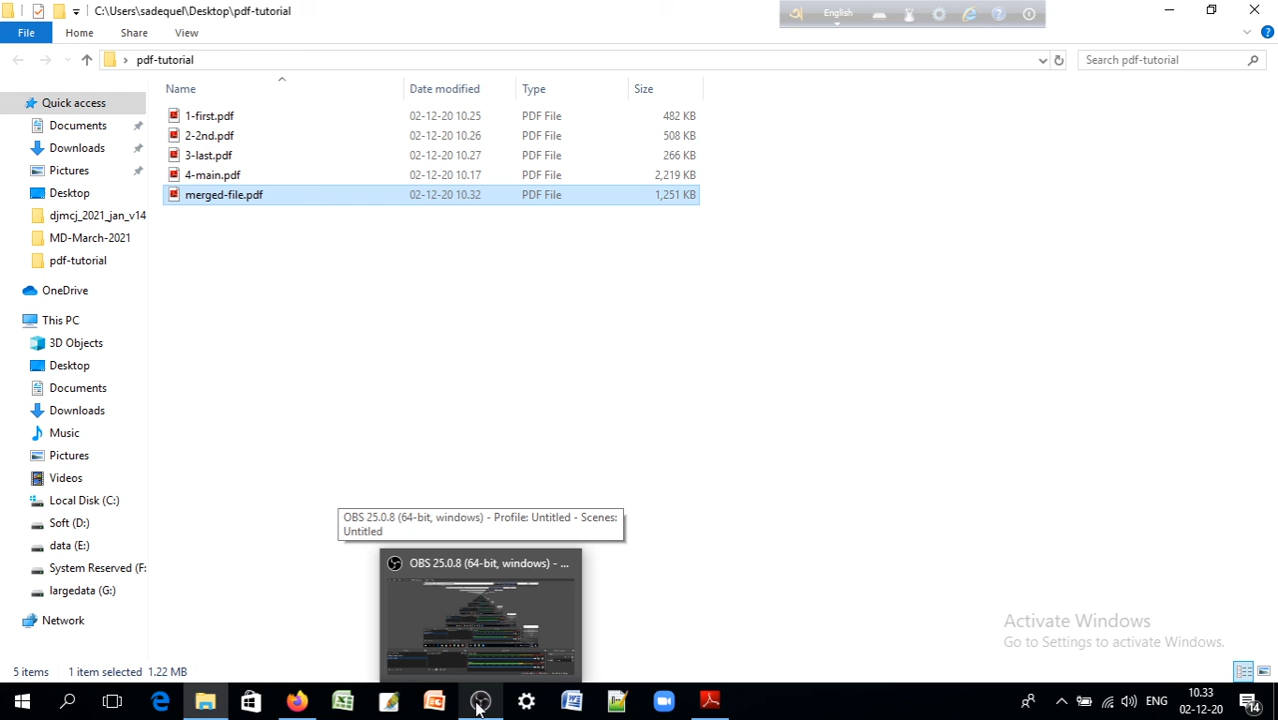 C:\Users\sadequel\Desktop\pdf-tutorial
English
File Home Share View
pdf-tutorial
Search pdf-tutorial
Name Date modified Type Size
Quick access
Documents
Downloads
Pictures
Desktop
djmcj_2021_jan_v14
MD-March-2021
pdf-tutorial
OneDrive
This PC
3D Objects
Desktop
Documents
Downloads
Music
Pictures
Videos
Local Disk (C:)
Soft (D:)
data (E:)
System Reserved (F:
largedata (G:)
Network
1-first.pdf 02-12-20 10.25 PDF File 482 KB
2-2nd.pdf 02-12-20 10.26 PDF File 508 KB
3-last.pdf 02-12-20 10.27 PDF File 266 KB
4-main.pdf 02-12-20 10.17 PDF File 2,219 KB
merged-file.pdf 02-12-20 10.32 PDF File 1,251 KB
OBS 25.0.8 (64-bit, windows) - Profile: Untitled - Scenes:
Untitled
OBS 25.0.8 (64-bit, windows) - ...
Activate Windows
Go to Settings to activate Windows.
5 items 1 item selected 1.22 MB
ENG
10.33
02-12-20
14